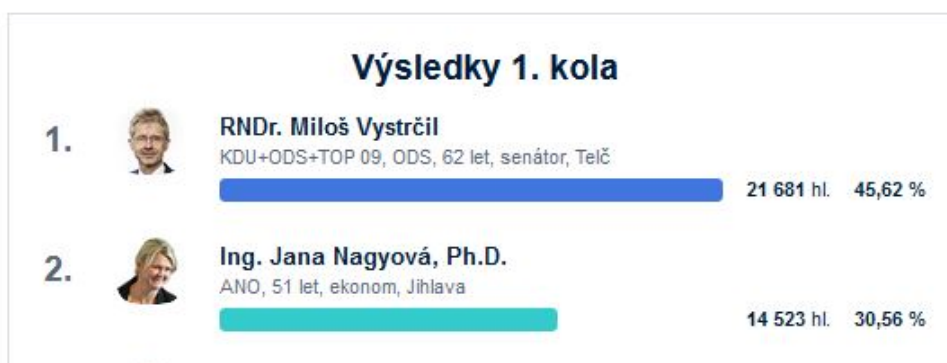 Výsledky 1. kola
1.
RNDr. Miloš Vystrčil
KDU+ODS+TOP 09, ODS, 62 let, senátor, Telč
21 681 hl. 45,62 %
2.
Ing. Jana Nagyová, Ph.D.
ANO, 51 let, ekonom, Jihlava
14 523 hl. 30,56 %